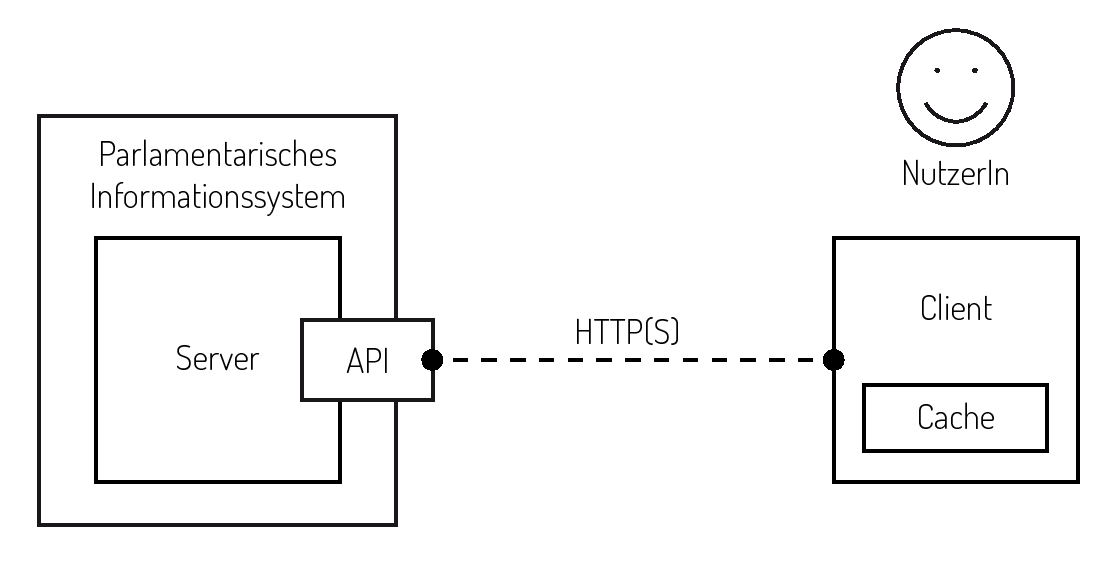 Parlamentarisches
Informationssystem
Server
API
HTTP(S)
NutzerIn
Client
Cache